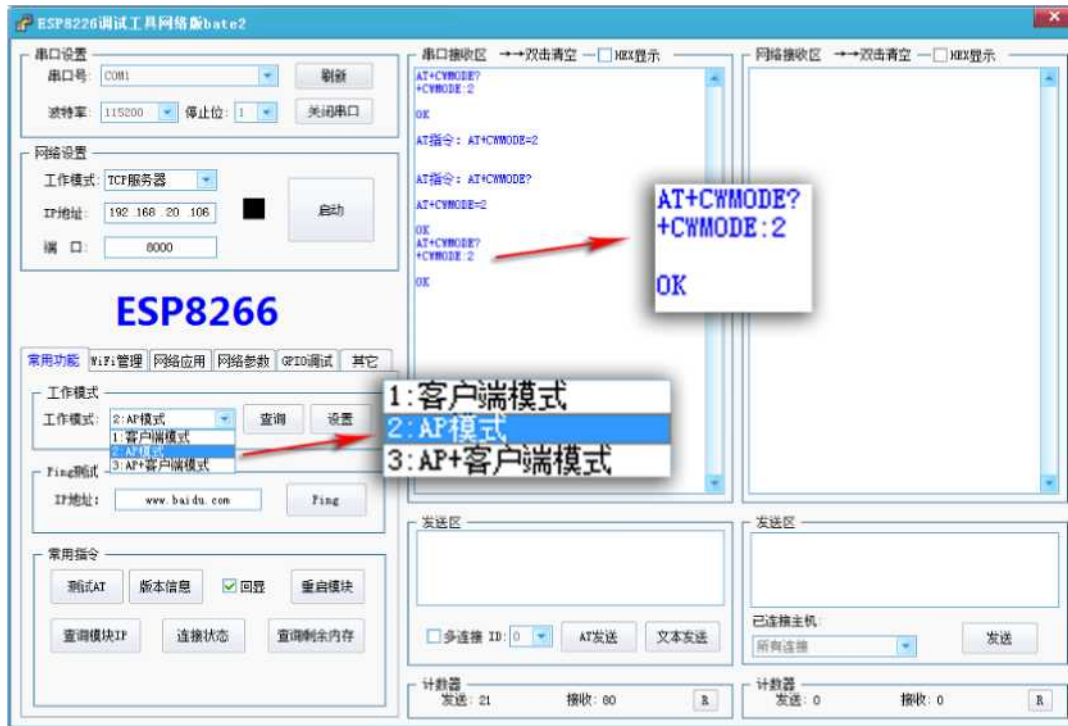 ESP8226调试工具网络版bate2
串口设置
串口号: COM1 刷新
波特率: 115200 停止位: 1 关闭串口
网络设置
工作模式: TCP服务器
IP地址: 192 168 20 106 启动
端 口: 8000
ESP8266
常用功能 WiFi管理 网络应用 网络参数 GPIO调试 其它
工作模式
工作模式: 2:AP模式 查询 设置
1:客户端模式
2:AP模式
3:AP+客户端模式
Ping测试
IP地址: www.baidu.com Ping
常用指令
测试AT 版本信息 回显 重启模块
查询模块IP 连接状态 查询剩余内存
串口接收区 →→双击清空 HEX显示
AT+CWMODE?
+CWMODE:2
OK
AT指令: AT+CWMODE=2
AT指令: AT+CWMODE?
AT+CWMODE=2
OK
AT+CWMODE?
+CWMODE:2
OK
AT+CWMODE?
+CWMODE:2
OK
1:客户端模式
2:AP模式
3:AP+客户端模式
发送区
多连接 ID: 0 AT发送 文本发送
计数器
发送: 21 接收: 80 R
网络接收区 →→双击清空 HEX显示
发送区
已连接主机:
所有连接 发送
计数器
发送: 0 接收: 0 R